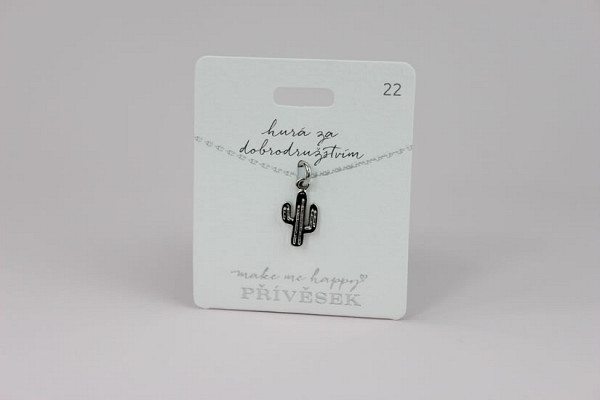 22
hurá za
dobrodružstvím
make me happy
PŘÍVĚSEK